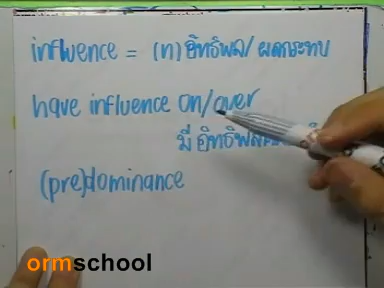 influence = (n) อิทธิพล/ ผลกระทบ
have influence on/over
มี อิทธิพล
(pre)dominance
ormschool